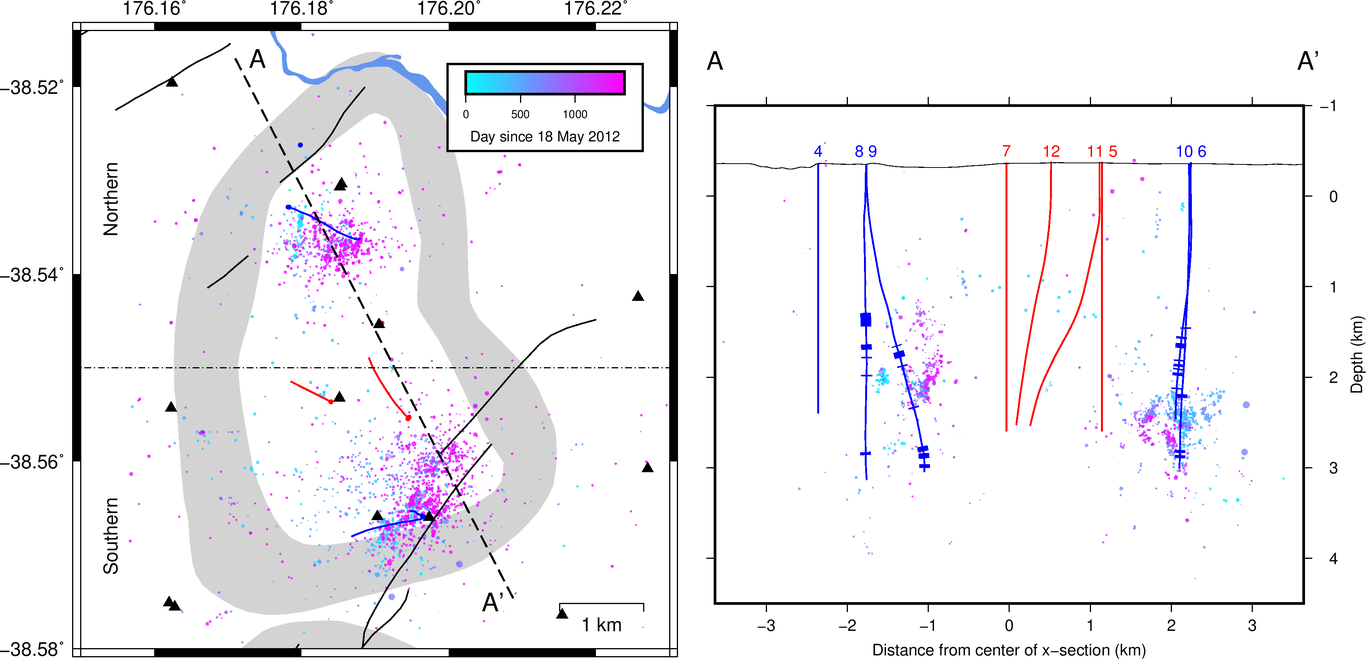 176.16˚ 176.18˚ 176.20˚ 176.22˚
−38.52˚
−38.54˚
−38.56˚
−38.58˚
Northern
Southern
A
A'
0 500 1000
Day since 18 May 2012
1 km
A A'
4 8 9 7 12 11 5 10 6
−1
0
1
2
3
4
Depth (km)
−3 −2 −1 0 1 2 3
Distance from center of x−section (km)